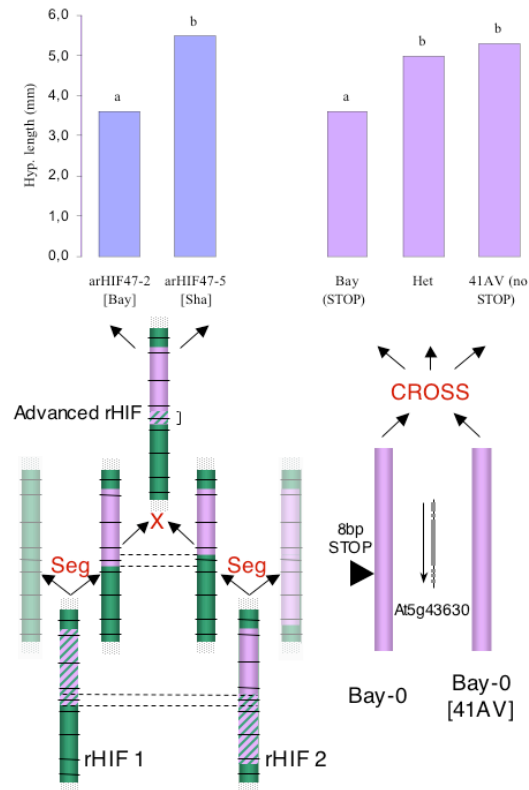 6,0
5,0
4,0
3,0
2,0
1,0
0,0
Hyp. length (mm)
a
b
arHIF47-2
[Bay]
arHIF47-5
[Sha]
a
b
b
Bay
(STOP)
Het
41AV (no
STOP)
Advanced rHIF
X
Seg
Seg
rHIF 1
rHIF 2
CROSS
8bp
STOP
At5g43630
Bay-0
Bay-0
[41AV]